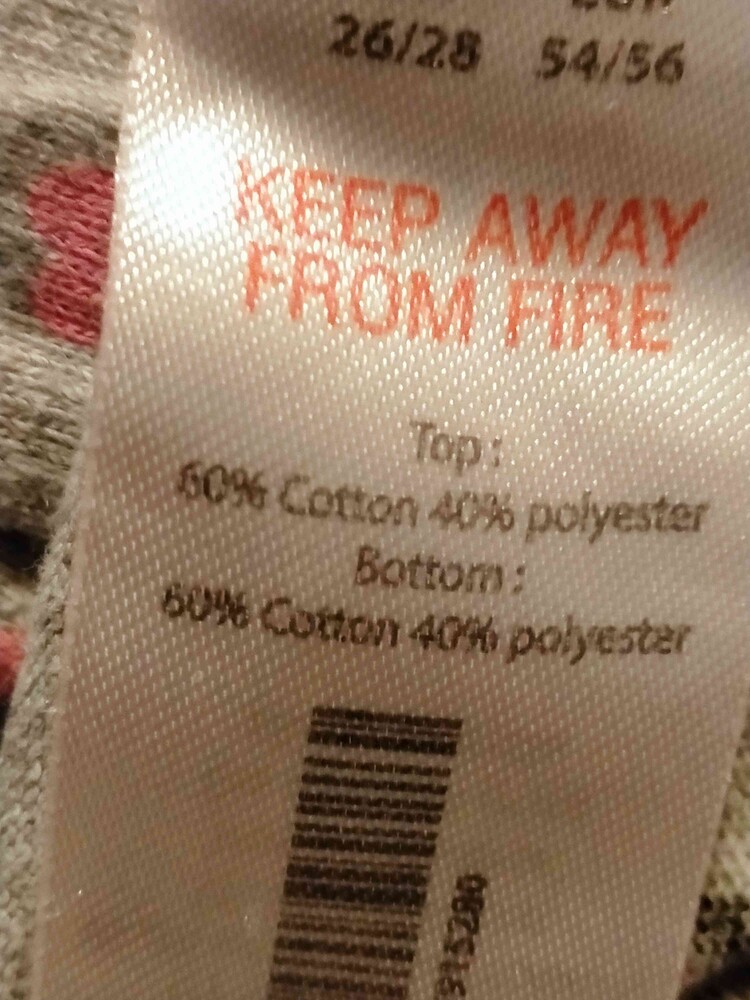 26/28 54/56
KEEP AWAY
FROM FIRE
Top:
60% Cotton 40% polyester
Bottom:
60% Cotton 40% polyester